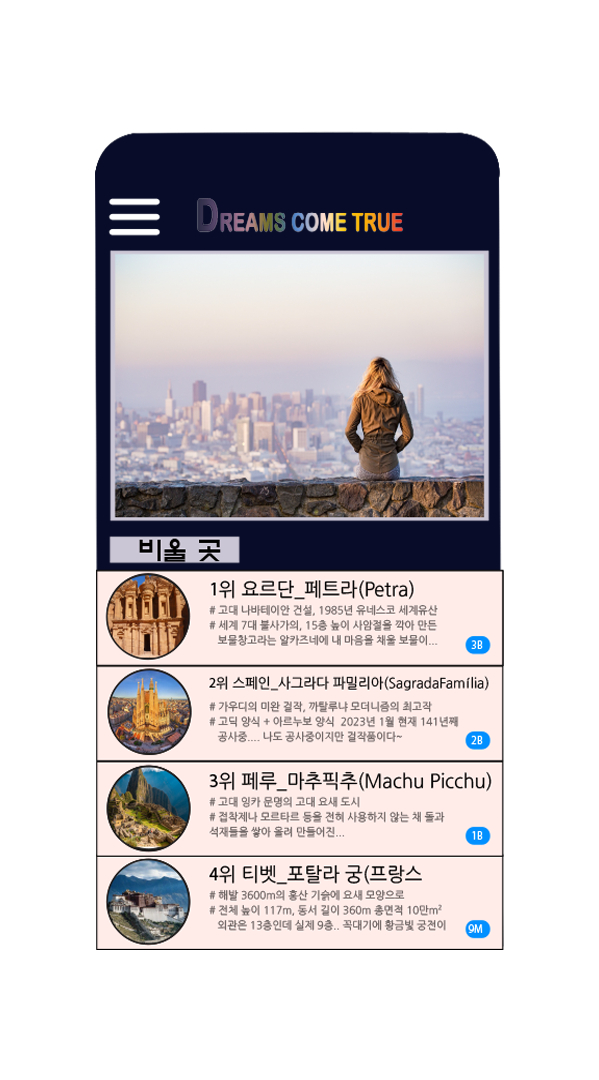 DREAMS COME TRUE
비울 곳
1위 요르단_페트라(Petra)
# 고대 나바테이안 건설, 1985년 유네스코 세계유산
# 세계 7대 불사가의, 15층 높이 사암절을 깍아 만든
보물창고라는 알카즈네에 내 마음을 채울 보물이...
3B
2위 스페인_사그라다 파밀리아(SagradaFamília)
# 가우디의 미완 걸작, 까탈루냐 모더니즘의 최고작
# 고딕 양식 + 아르누보 양식 2023년 1월 현재 141년째
공사중.... 나도 공사중이지만 걸작품이다~
2B
3위 페루_마추픽추(Machu Picchu)
# 고대 잉카 문명의 고대 요새 도시
# 접착제나 모르타르 등을 전혀 사용하지 않는 채 돌과
석재들을 쌓아 올려 만들어진...
1B
4위 티벳_포탈라 궁(프랑스
# 해발 3600m의 홍산 기슭에 요새 모양으로
# 전체 높이 117m, 동서 길이 360m 총면적 10만m²
외관은 13층인데 실제 9층.. 꼭대기에 황금빛 궁전이
9M